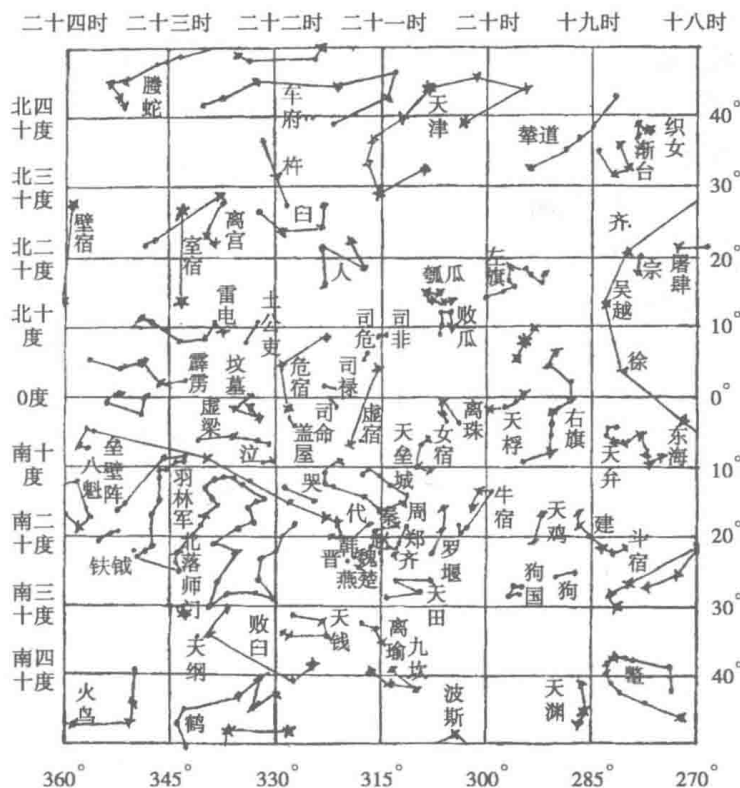 二十四时 二十三时 二十二时 二十一时 二十时 十九时 十八时
北四十度
北三十度
北二十度
北十度
0度
南十度
南二十度
南三十度
南四十度
40°
30°
20°
10°
0°
10°
20°
30°
40°
螣蛇
车府
天津
辇道
织女
渐台
杵
臼
人
壁宿
室宿
离宫
齐
宗
屠肆
左旗
瓠瓜
败瓜
吴越
雷电
土公吏
司危
司非
徐
霹雳
坟墓
危宿
司禄
虚梁
司命
虚宿
盖屋
离珠
女宿
天桴
右旗
天弁
东海
泣
哭
天垒城
垒壁阵
八魁
羽林军
北落师门
铁钺
代
秦
周
郑
韩
魏
晋
燕
楚
齐
罗堰
牛宿
天鸡
建
斗宿
狗国
狗
天田
天纲
败臼
天钱
离瑜
九坎
鳖
天渊
火鸟
鹤
波斯
360° 345° 330° 315° 300° 285° 270°